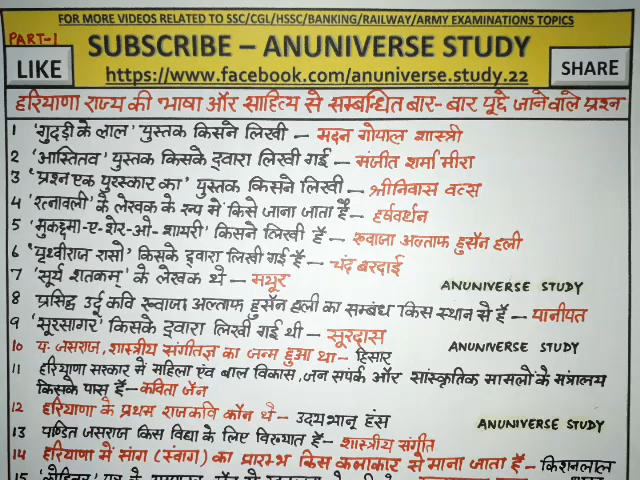 FOR MORE VIDEOS RELATED TO SSC/CGL/HSSC/BANKING/RAILWAY/ARMY EXAMINATIONS TOPICS
PART-1
SUBSCRIBE – ANUNIVERSE STUDY
LIKE
https://www.facebook.com/anuniverse.study.22
SHARE
हरियाणा राज्य की भाषा और साहित्य से सम्बन्धित बार-बार पूछे जाने वाले प्रश्न
1 'गुदड़ी के लाल' पुस्तक किसने लिखी – मदन गोपाल शास्त्री
2 'आस्तितव' पुस्तक किसके द्वारा लिखी गई – मंजीत शर्मा मीरा
3 'प्रश्न एक पुरस्कार का' पुस्तक किसने लिखी – श्रीनिवास वत्स
4 'रत्नावली' के लेखक के रूप में किसे जाना जाता है – हर्षवर्धन
5 'मुकद्दमा-ए-शेर-ओ-शायरी' किसने लिखी है – ख्वाजा अल्ताफ हुसैन हली
6 'पृथ्वीराज रासो' किसके द्वारा लिखी गई है – चंद बरदाई
7 'सूर्य शतकम्' के लेखक थे – मयूर
ANUNIVERSE STUDY
8 प्रसिद्ध उर्दू कवि ख्वाजा अल्ताफ हुसैन हली का सम्बंध किस स्थान से है – पानीपत
9 'सूरसागर' किसके द्वारा लिखी गई थी – सूरदास
10 पं. जसराज, शास्त्रीय संगीतज्ञ का जन्म हुआ था – हिसार
ANUNIVERSE STUDY
11 हरियाणा सरकार में महिला एंव बाल विकास, जन संपर्क और सांस्कृतिक मामलों के मंत्रालय
किसके पास है – कविता जैन
12 हरियाणा के प्रथम राजकवि कौन थे – उदय भानु हंस
ANUNIVERSE STUDY
13 पण्डित जसराज किस विद्या के लिए विख्यात है – शास्त्रीय संगीत
14 हरियाणा में सांग (स्वांग) का प्रारम्भ किस कलाकार से माना जाता है – किशनलाल
15